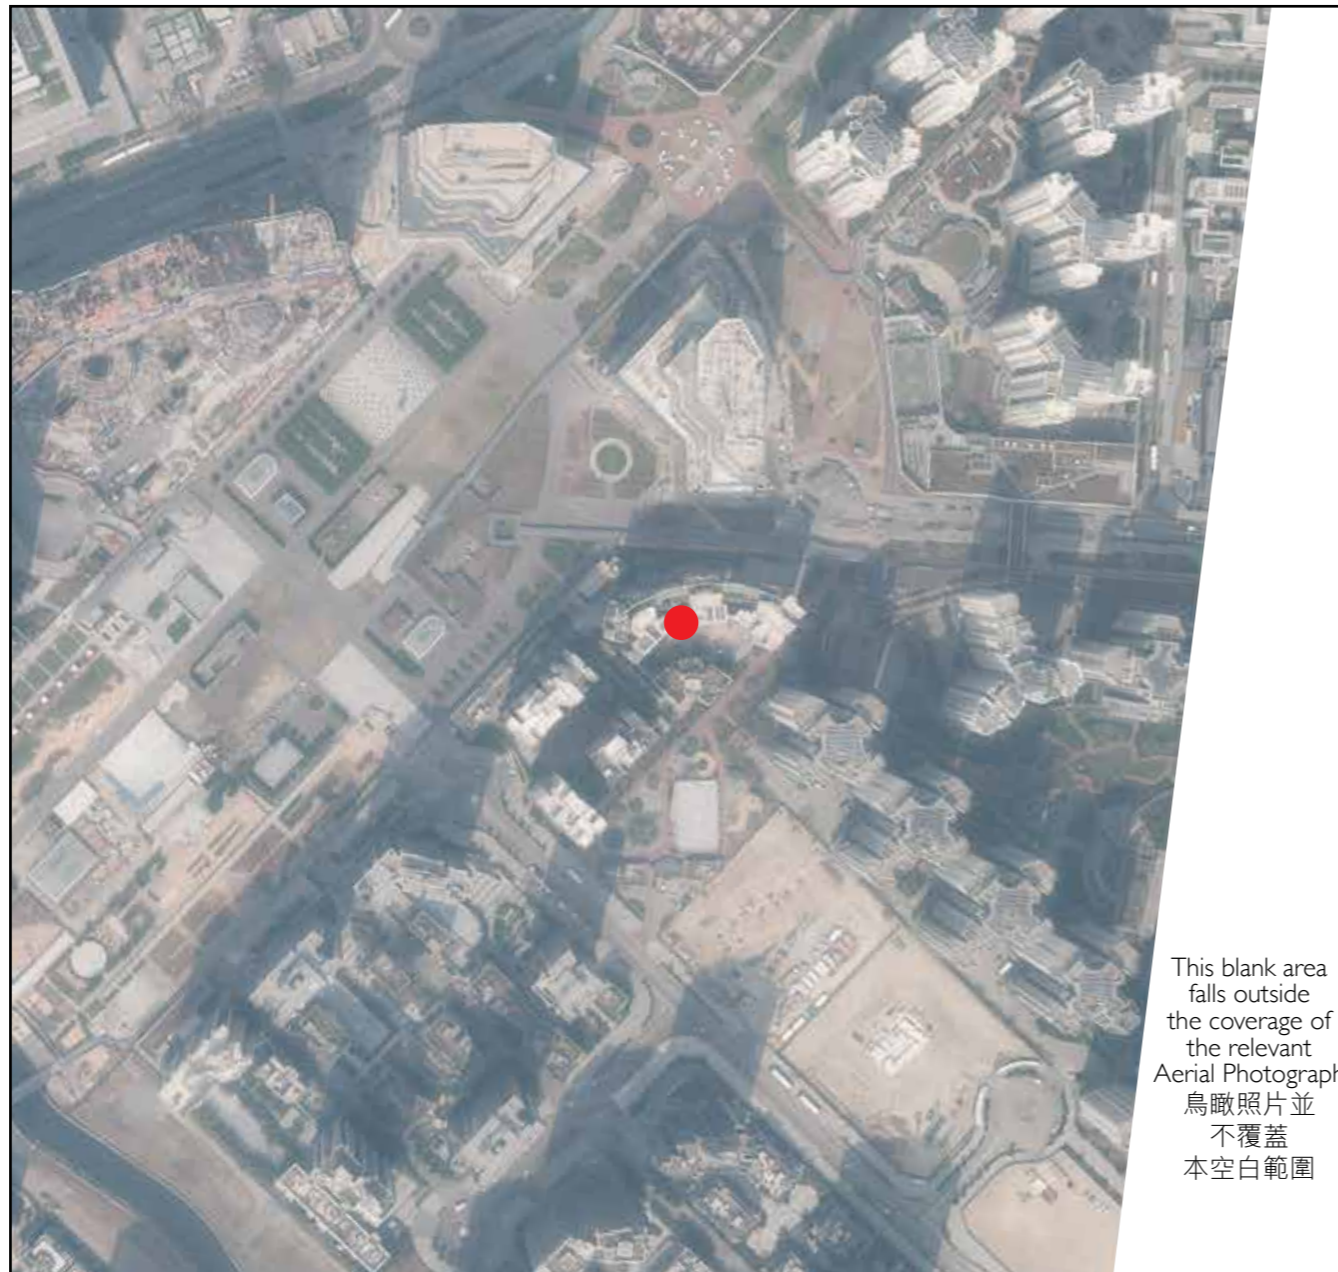 This blank area
falls outside
the coverage of
the relevant
Aerial Photograph
鳥瞰照片並
不覆蓋
本空白範圍